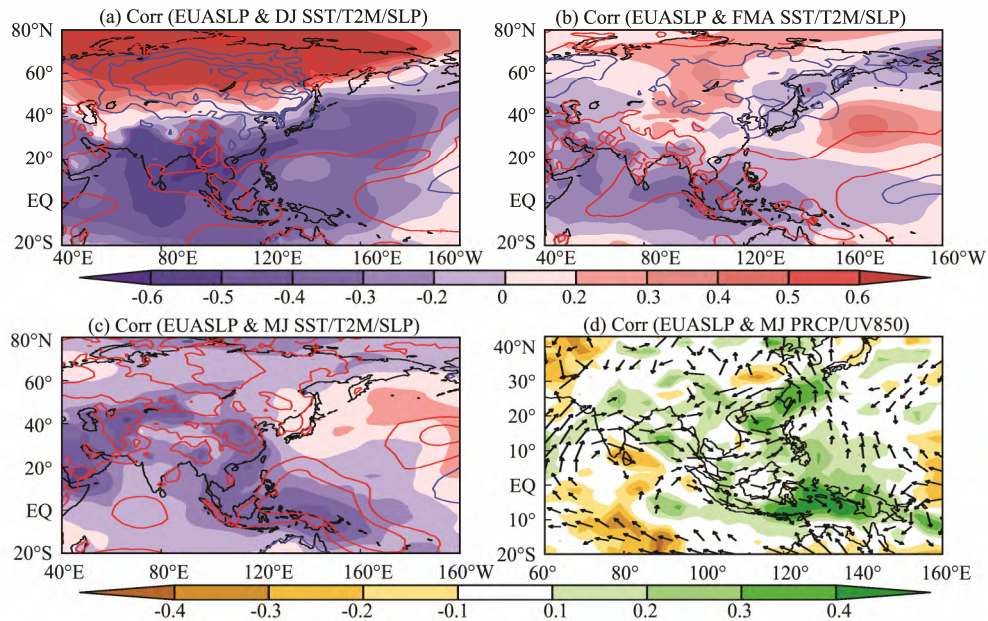 (a) Corr (EUASLP & DJ SST/T2M/SLP)
(b) Corr (EUASLP & FMA SST/T2M/SLP)
80°N
60°
40°
20°
EQ
20°S
40°E
80°E
120°E
160°E
160°W
80°N
60°
40°
20°
EQ
20°S
40°E
80°E
120°E
160°E
160°W
-0.6
-0.5
-0.4
-0.3
-0.2
0
0.2
0.3
0.4
0.5
0.6
(c) Corr (EUASLP & MJ SST/T2M/SLP)
(d) Corr (EUASLP & MJ PRCP/UV850)
80°N
60°
40°
20°
EQ
20°S
40°E
80°E
120°E
160°E
160°W
40°N
30°
20°
10°
EQ
10°
20°S
60°
80°
100°
120°
140°
160°E
-0.4
-0.3
-0.2
-0.1
0.1
0.2
0.3
0.4